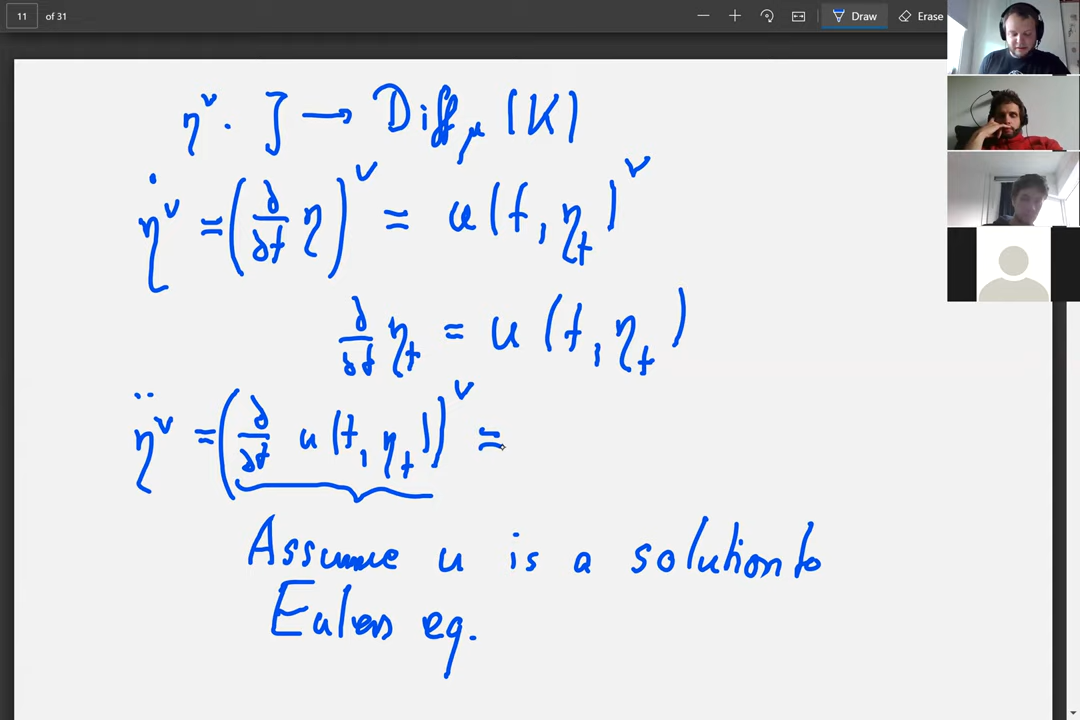 11 of 31 Draw Erase
η^v. J → Diff_μ (K)
η̇^v = (∂/∂t η)^v = u(t, η_t)^v
∂/∂t η_t = u (t, η_t)
η̈^v = (∂/∂t u(t, η_t))^v =
Assume u is a solution to
Eulers eq.